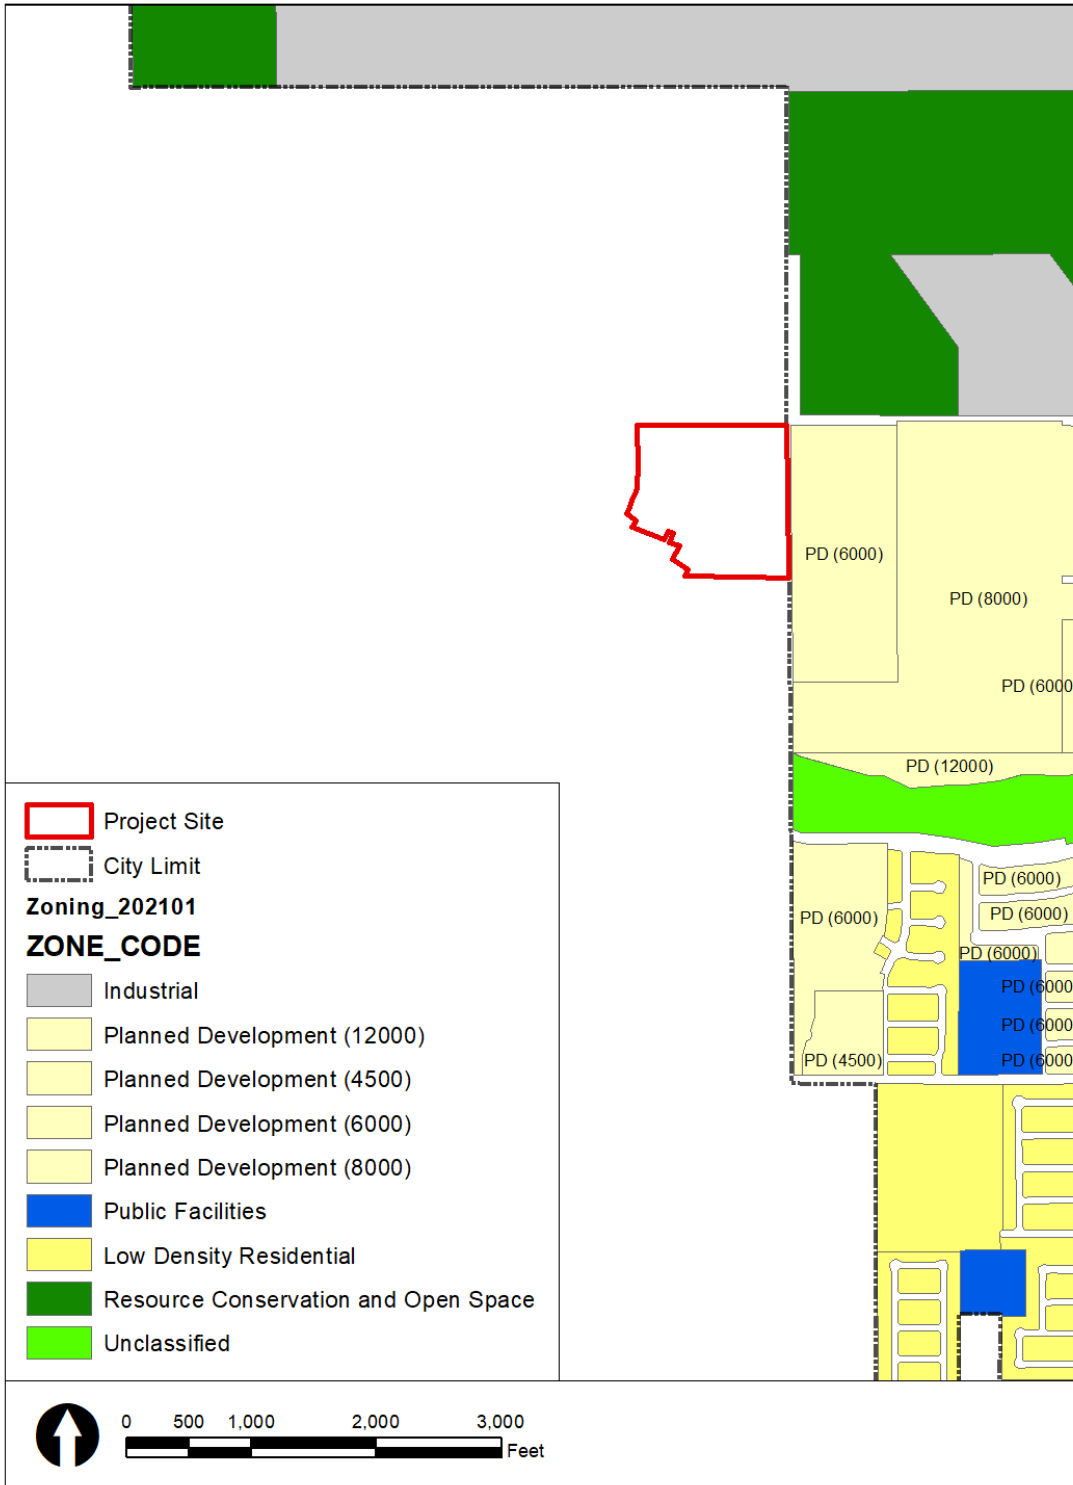 PD (6000)
PD (8000)
PD (6000
PD (12000)
PD (6000)
PD (6000)
PD (6000)
PD (6000)
PD (6000
PD (6000
PD (4500)
PD (6000
Project Site
City Limit
Zoning_202101
ZONE_CODE
Industrial
Planned Development (12000)
Planned Development (4500)
Planned Development (6000)
Planned Development (8000)
Public Facilities
Low Density Residential
Resource Conservation and Open Space
Unclassified
0 500 1,000 2,000 3,000
Feet